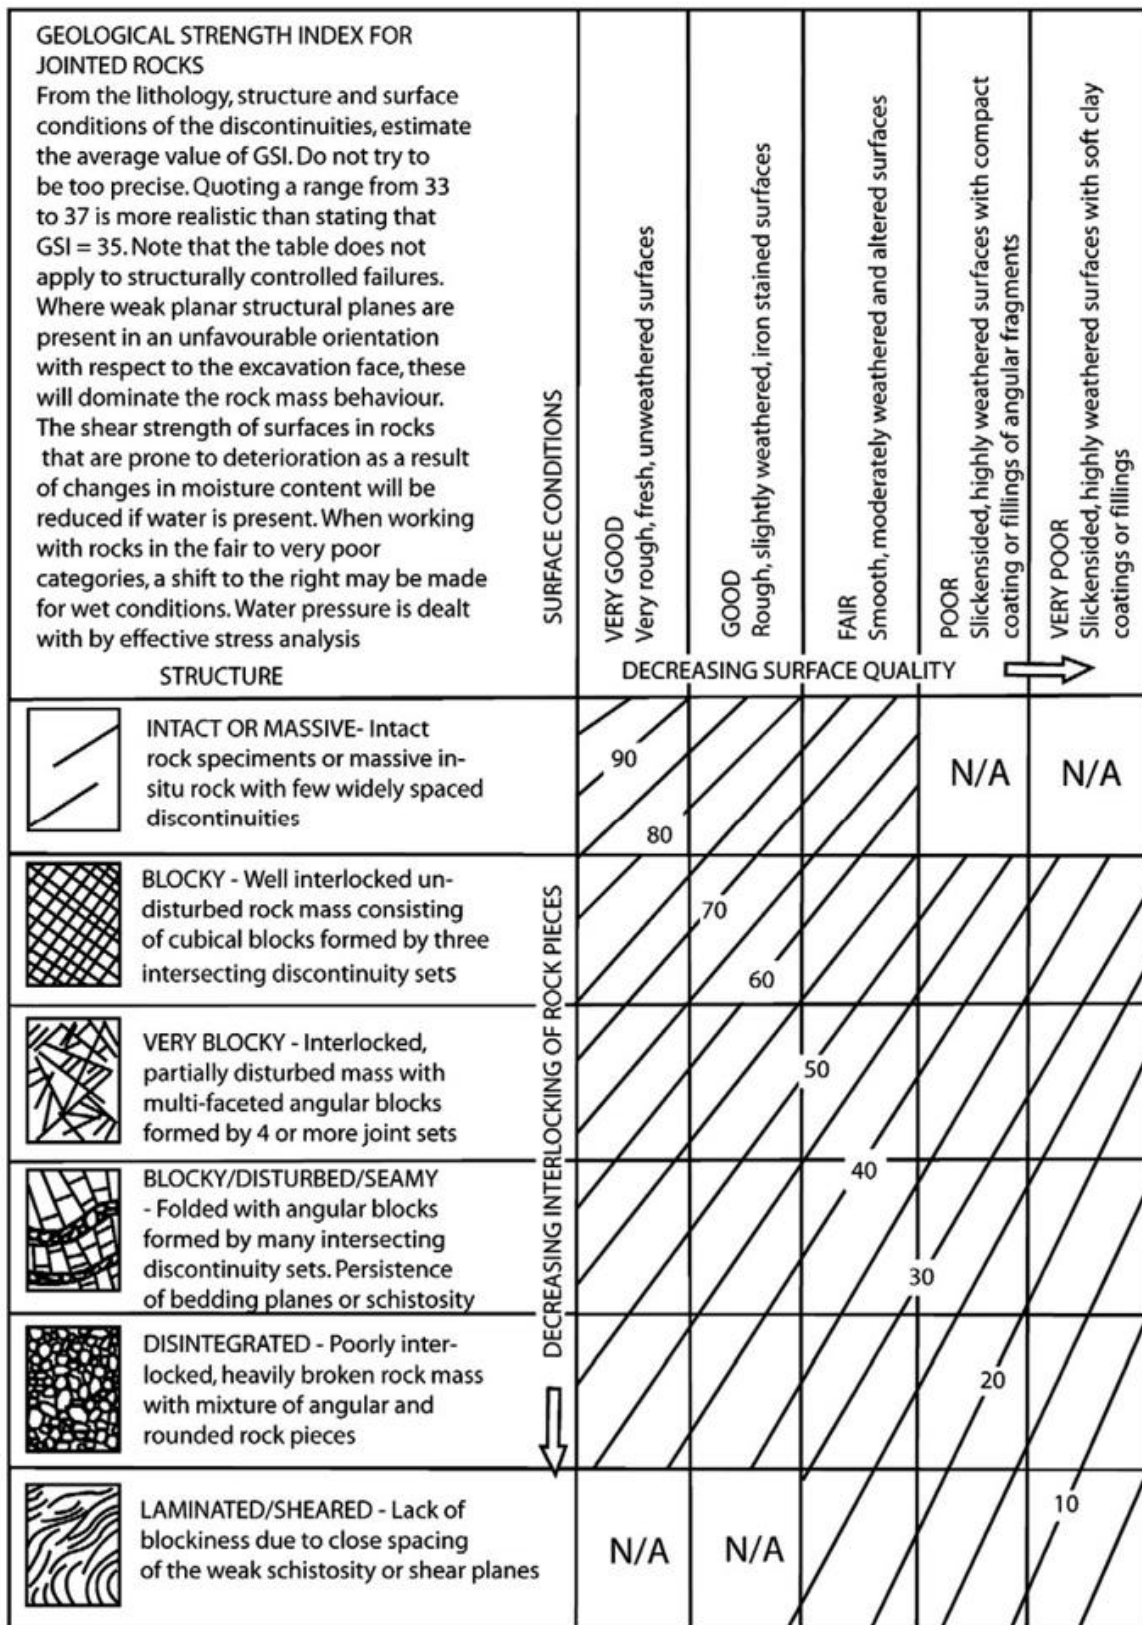 GEOLOGICAL STRENGTH INDEX FOR
JOINTED ROCKS
From the lithology, structure and surface
conditions of the discontinuities, estimate
the average value of GSI. Do not try to
be too precise. Quoting a range from 33
to 37 is more realistic than stating that
GSI = 35. Note that the table does not
apply to structurally controlled failures.
Where weak planar structural planes are
present in an unfavourable orientation
with respect to the excavation face, these
will dominate the rock mass behaviour.
The shear strength of surfaces in rocks
that are prone to deterioration as a result
of changes in moisture content will be
reduced if water is present. When working
with rocks in the fair to very poor
categories, a shift to the right may be made
for wet conditions. Water pressure is dealt
with by effective stress analysis
STRUCTURE
SURFACE CONDITIONS
VERY GOOD
Very rough, fresh, unweathered surfaces
GOOD
Rough, slightly weathered, iron stained surfaces
FAIR
Smooth, moderately weathered and altered surfaces
POOR
Slickensided, highly weathered surfaces with compact
coating or fillings of angular fragments
VERY POOR
Slickensided, highly weathered surfaces with soft clay
coatings or fillings
DECREASING SURFACE QUALITY
INTACT OR MASSIVE- Intact
rock speciments or massive in-
situ rock with few widely spaced
discontinuities
90
80
N/A
N/A
DECREASING INTERLOCKING OF ROCK PIECES
BLOCKY - Well interlocked un-
disturbed rock mass consisting
of cubical blocks formed by three
intersecting discontinuity sets
70
60
VERY BLOCKY - Interlocked,
partially disturbed mass with
multi-faceted angular blocks
formed by 4 or more joint sets
50
40
BLOCKY/DISTURBED/SEAMY
- Folded with angular blocks
formed by many intersecting
discontinuity sets. Persistence
of bedding planes or schistosity
30
DISINTEGRATED - Poorly inter-
locked, heavily broken rock mass
with mixture of angular and
rounded rock pieces
20
LAMINATED/SHEARED - Lack of
blockiness due to close spacing
of the weak schistosity or shear planes
N/A
N/A
10